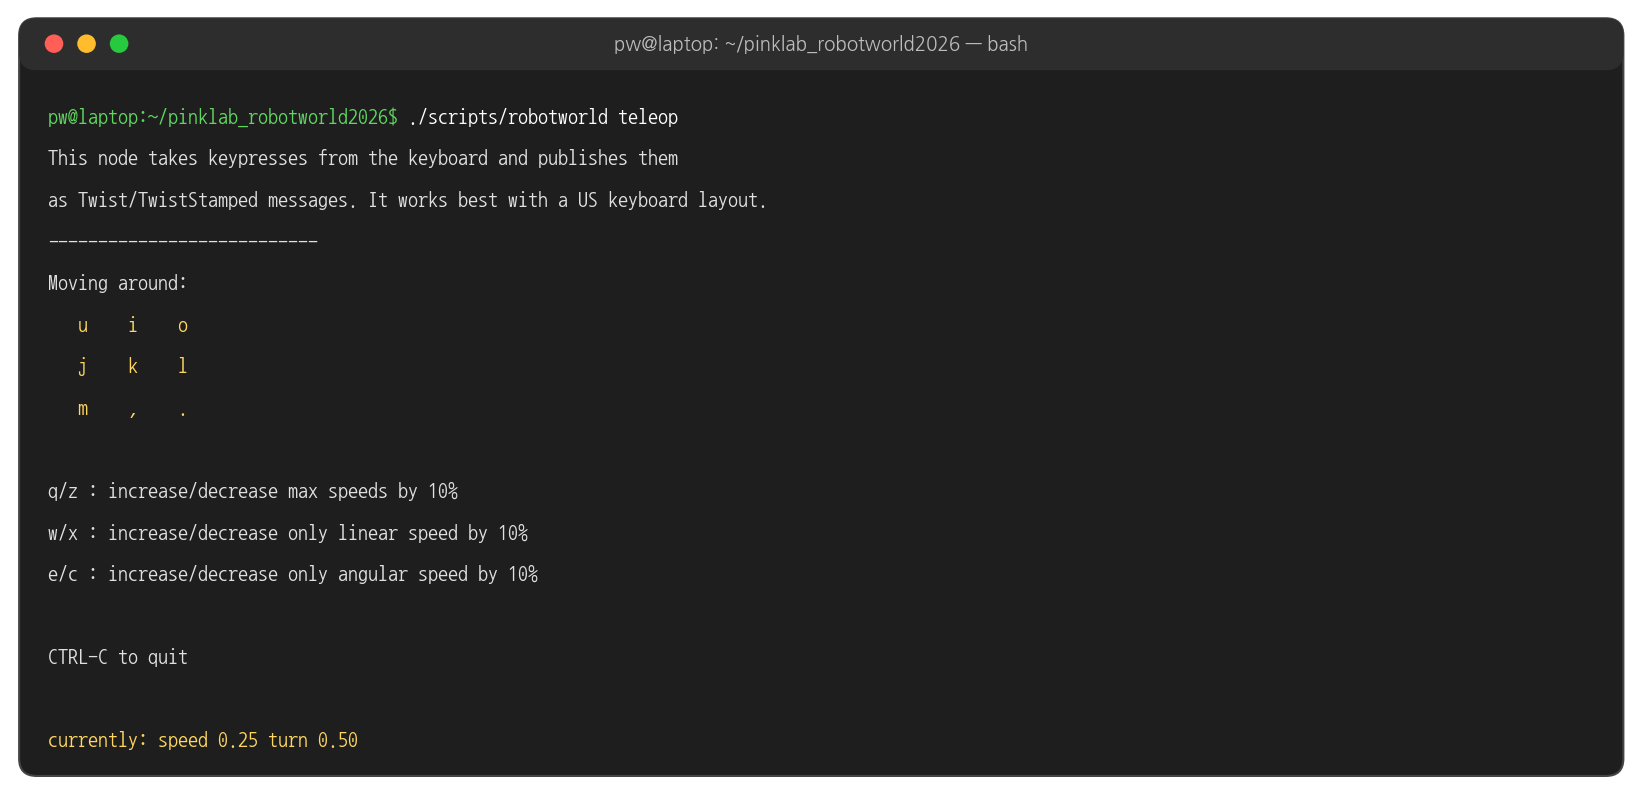 pw@laptop: ~/pinklab_robotworld2026 — bash
pw@laptop:~/pinklab_robotworld2026$ ./scripts/robotworld teleop
This node takes keypresses from the keyboard and publishes them
as Twist/TwistStamped messages. It works best with a US keyboard layout.
---------------------------
Moving around:
   u    i    o
   j    k    l
   m    ,    .
q/z : increase/decrease max speeds by 10%
w/x : increase/decrease only linear speed by 10%
e/c : increase/decrease only angular speed by 10%
CTRL-C to quit
currently: speed 0.25 turn 0.50